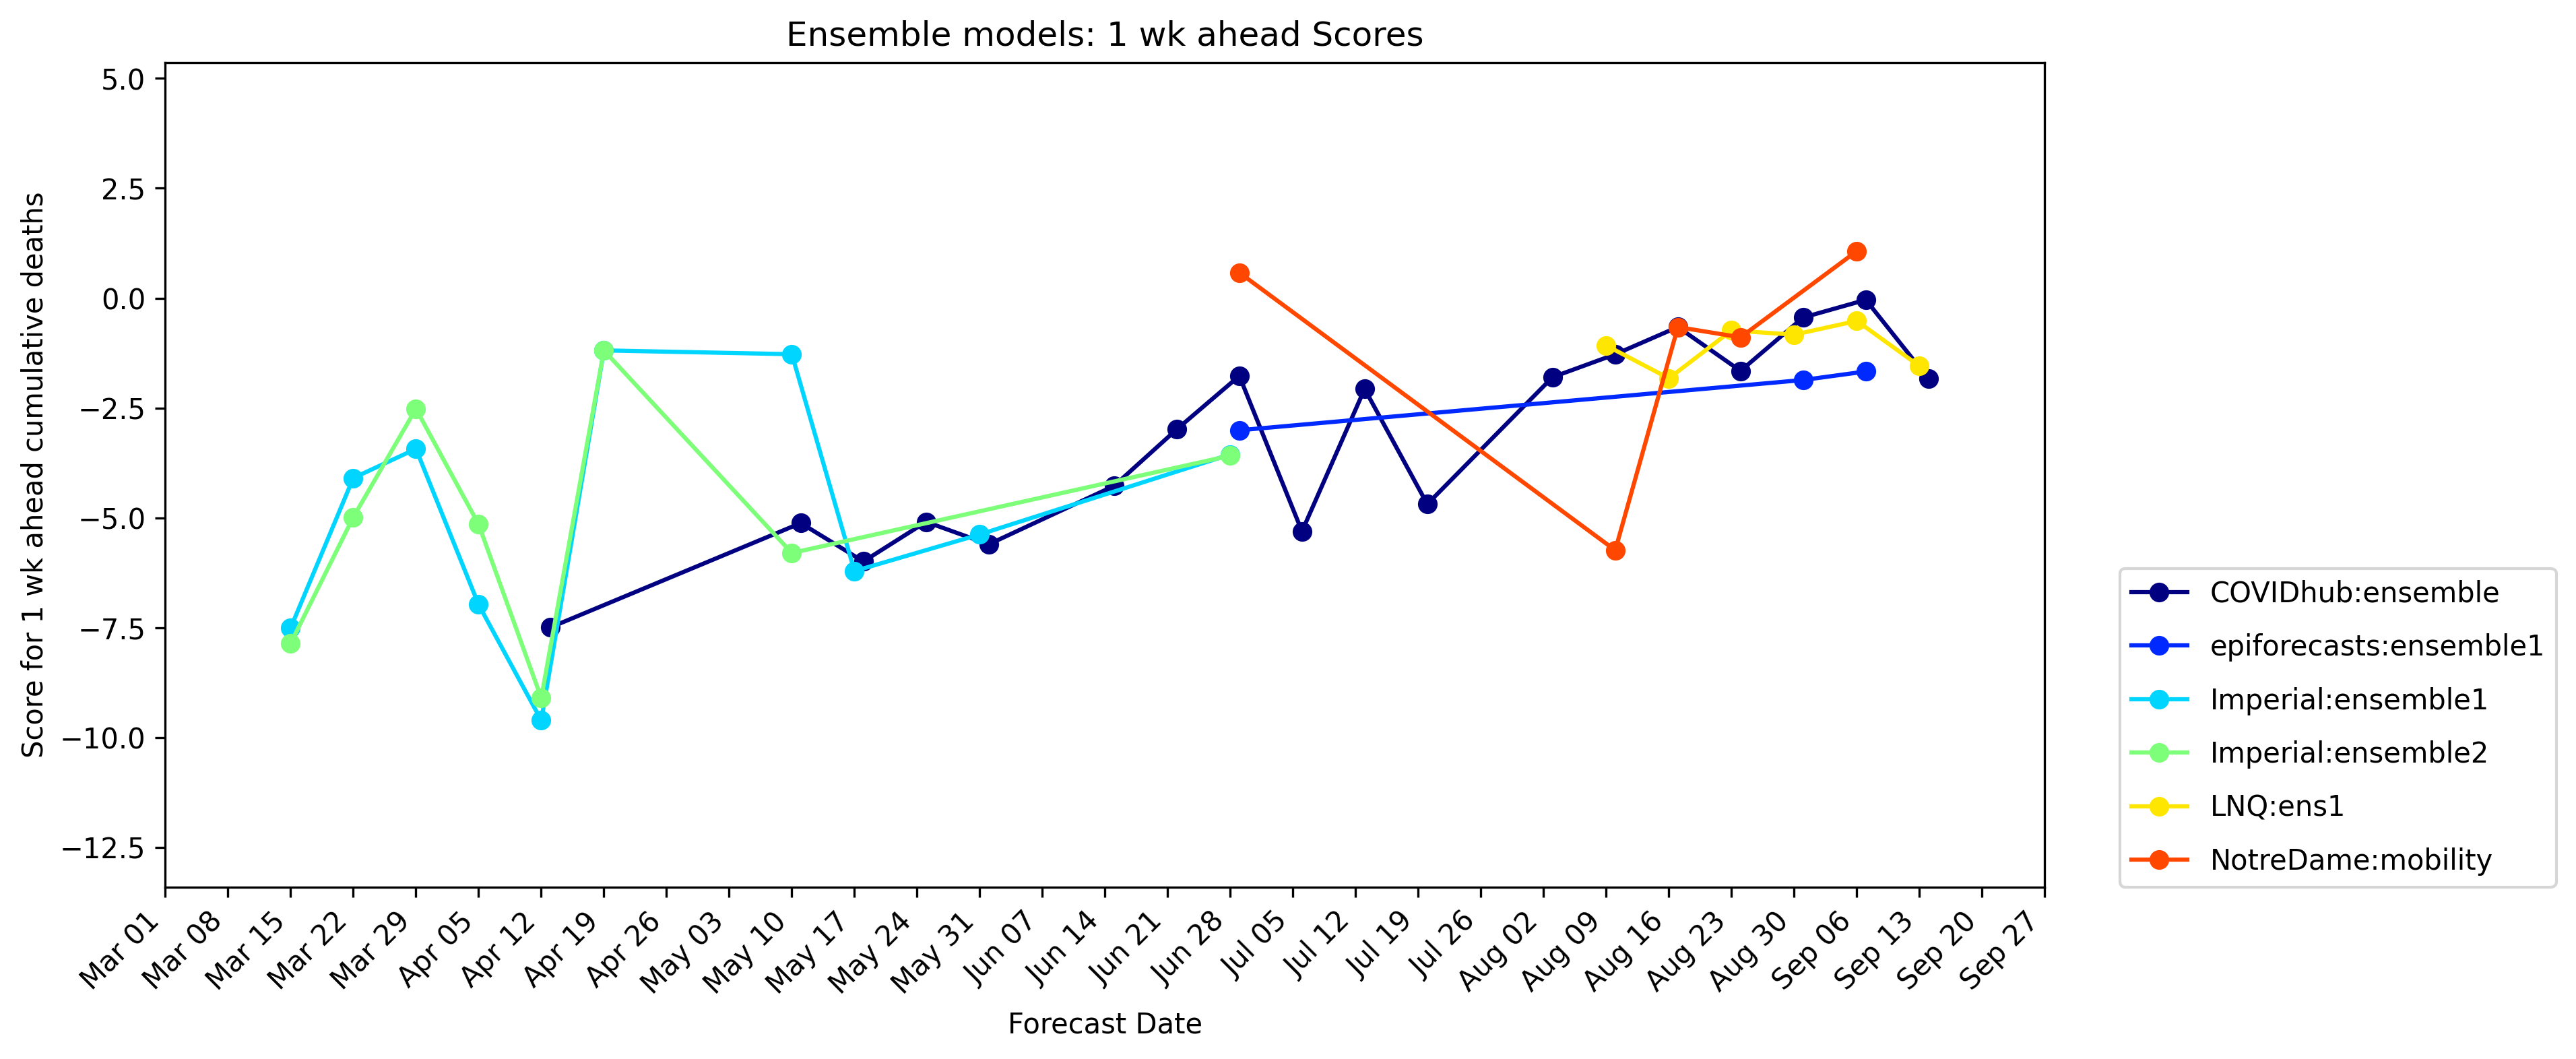 Ensemble models: 1 wk ahead Scores
Score for 1 wk ahead cumulative deaths
5.0
2.5
0.0
−2.5
−5.0
−7.5
−10.0
−12.5
Mar 01
Mar 08
Mar 15
Mar 22
Mar 29
Apr 05
Apr 12
Apr 19
Apr 26
May 03
May 10
May 17
May 24
May 31
Jun 07
Jun 14
Jun 21
Jun 28
Jul 05
Jul 12
Jul 19
Jul 26
Aug 02
Aug 09
Aug 16
Aug 23
Aug 30
Sep 06
Sep 13
Sep 20
Sep 27
Forecast Date
COVIDhub:ensemble
epiforecasts:ensemble1
Imperial:ensemble1
Imperial:ensemble2
LNQ:ens1
NotreDame:mobility